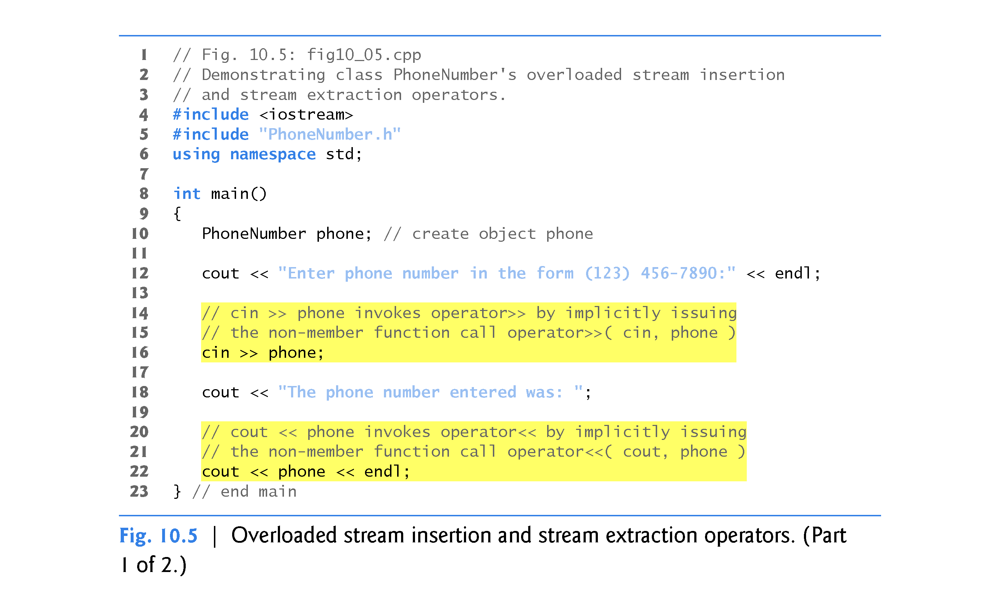 1 // Fig. 10.5: fig10_05.cpp
2 // Demonstrating class PhoneNumber's overloaded stream insertion
3 // and stream extraction operators.
4 #include <iostream>
5 #include "PhoneNumber.h"
6 using namespace std;
7
8 int main()
9 {
10    PhoneNumber phone; // create object phone
11
12    cout << "Enter phone number in the form (123) 456-7890:" << endl;
13
14    // cin >> phone invokes operator>> by implicitly issuing
15    // the non-member function call operator>>( cin, phone )
16    cin >> phone;
17
18    cout << "The phone number entered was: ";
19
20    // cout << phone invokes operator<< by implicitly issuing
21    // the non-member function call operator<<( cout, phone )
22    cout << phone << endl;
23 } // end main
Fig. 10.5 | Overloaded stream insertion and stream extraction operators. (Part
1 of 2.)